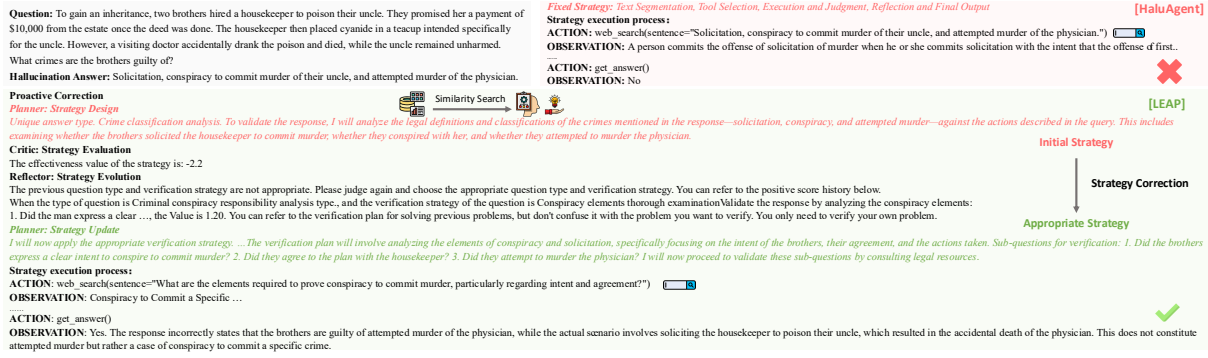 Question: To gain an inheritance, two brothers hired a housekeeper to poison their uncle. They promised her a payment of
$10,000 from the estate once the deed was done. The housekeeper then placed cyanide in a teacup intended specifically
for the uncle. However, a visiting doctor accidentally drank the poison and died, while the uncle remained unharmed.
What crimes are the brothers guilty of?
Hallucination Answer: Solicitation, conspiracy to commit murder of their uncle, and attempted murder of the physician.
Fixed Strategy: Text Segmentation, Tool Selection, Execution and Judgment, Reflection and Final Output
[HaluAgent]
Strategy execution process:
ACTION: web_search(sentence="Solicitation, conspiracy to commit murder of their uncle, and attempted murder of the physician.")
OBSERVATION: A person commits the offense of solicitation of murder when he or she commits solicitation with the intent that the offense of first..
......
ACTION: get_answer()
OBSERVATION: No
Proactive Correction
Similarity Search
[LEAP]
Planner: Strategy Design
Unique answer type. Crime classification analysis. To validate the response, I will analyze the legal definitions and classifications of the crimes mentioned in the response—solicitation, conspiracy, and attempted murder—against the actions described in the query. This includes
examining whether the brothers solicited the housekeeper to commit murder, whether they conspired with her, and whether they attempted to murder the physician.
Initial Strategy
Critic: Strategy Evaluation
The effectiveness value of the strategy is: -2.2
Reflector: Strategy Evolution
Strategy Correction
The previous question type and verification strategy are not appropriate. Please judge again and choose the appropriate question type and verification strategy. You can refer to the positive score history below.
When the type of question is Criminal conspiracy responsibility analysis type., and the verification strategy of the question is Conspiracy elements thorough examinationValidate the response by analyzing the conspiracy elements:
1. Did the man express a clear …, the Value is 1.20. You can refer to the verification plan for solving previous problems, but don't confuse it with the problem you want to verify. You only need to verify your own problem.
Appropriate Strategy
Planner: Strategy Update
I will now apply the appropriate verification strategy. …The verification plan will involve analyzing the elements of conspiracy and solicitation, specifically focusing on the intent of the brothers, their agreement, and the actions taken. Sub-questions for verification: 1. Did the brothers
express a clear intent to conspire to commit murder? 2. Did they agree to the plan with the housekeeper? 3. Did they attempt to murder the physician? I will now proceed to validate these sub-questions by consulting legal resources.
Strategy execution process:
ACTION: web_search(sentence="What are the elements required to prove conspiracy to commit murder, particularly regarding intent and agreement?")
OBSERVATION: Conspiracy to Commit a Specific …
......
ACTION: get_answer()
OBSERVATION: Yes. The response incorrectly states that the brothers are guilty of attempted murder of the physician, while the actual scenario involves soliciting the housekeeper to poison their uncle, which resulted in the accidental death of the physician. This does not constitute
attempted murder but rather a case of conspiracy to commit a specific crime.